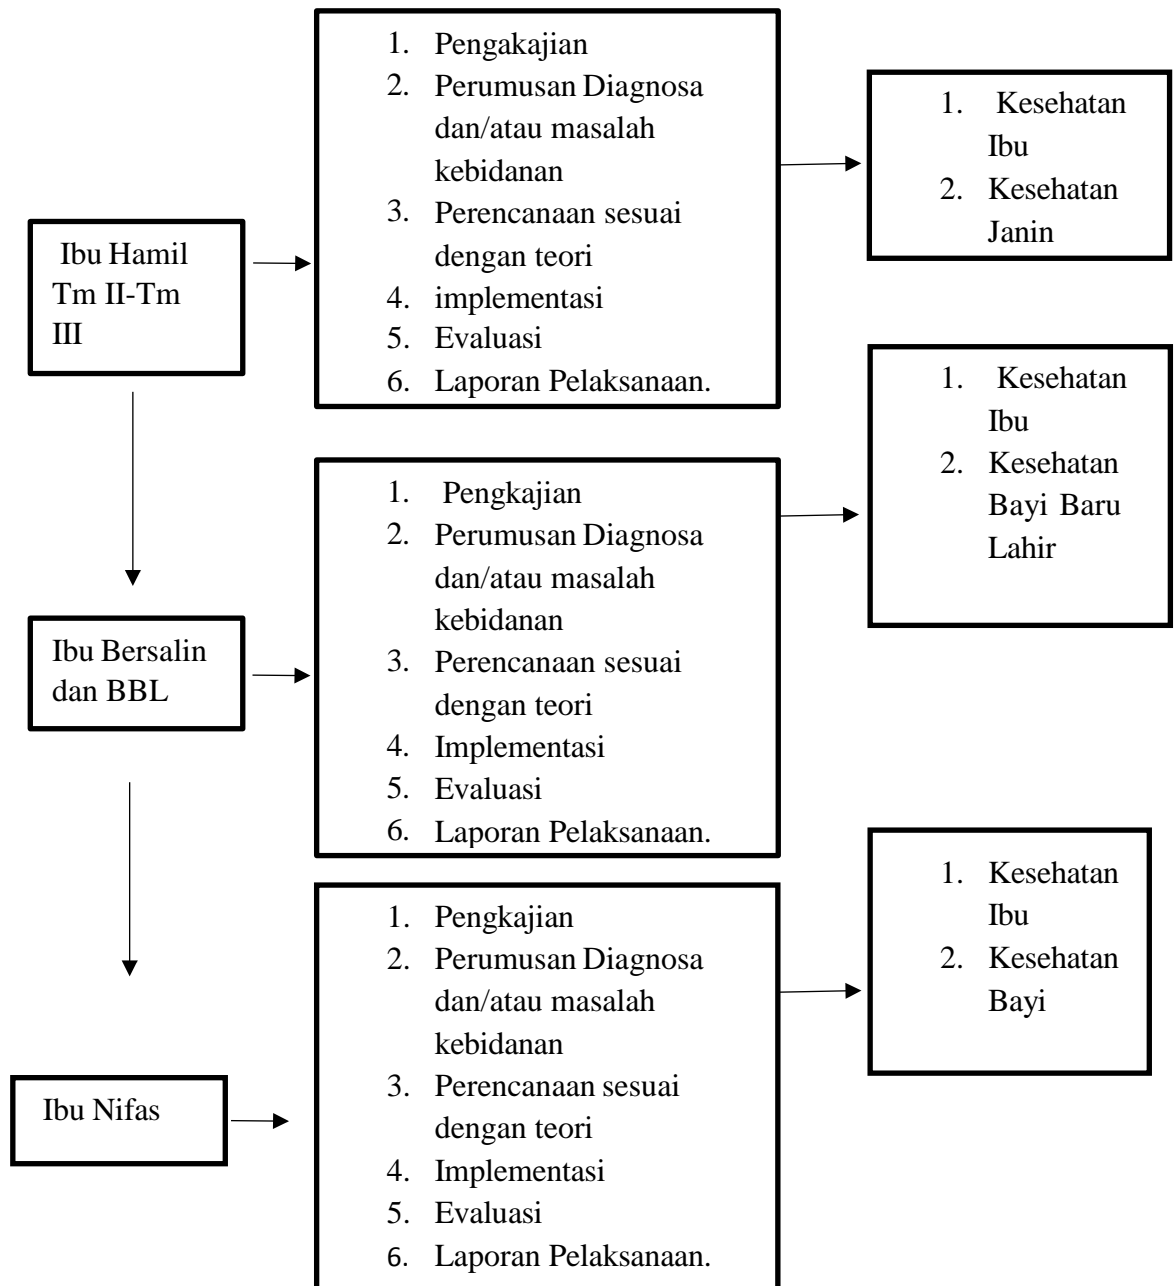 Ibu Hamil
Tm II-Tm
III
1. Pengakajian
2. Perumusan Diagnosa
dan/atau masalah
kebidanan
3. Perencanaan sesuai
dengan teori
4. implementasi
5. Evaluasi
6. Laporan Pelaksanaan.
1. Kesehatan
Ibu
2. Kesehatan
Janin
Ibu Bersalin
dan BBL
1. Pengkajian
2. Perumusan Diagnosa
dan/atau masalah
kebidanan
3. Perencanaan sesuai
dengan teori
4. Implementasi
5. Evaluasi
6. Laporan Pelaksanaan.
1. Kesehatan
Ibu
2. Kesehatan
Bayi Baru
Lahir
Ibu Nifas
1. Pengkajian
2. Perumusan Diagnosa
dan/atau masalah
kebidanan
3. Perencanaan sesuai
dengan teori
4. Implementasi
5. Evaluasi
6. Laporan Pelaksanaan.
1. Kesehatan
Ibu
2. Kesehatan
Bayi